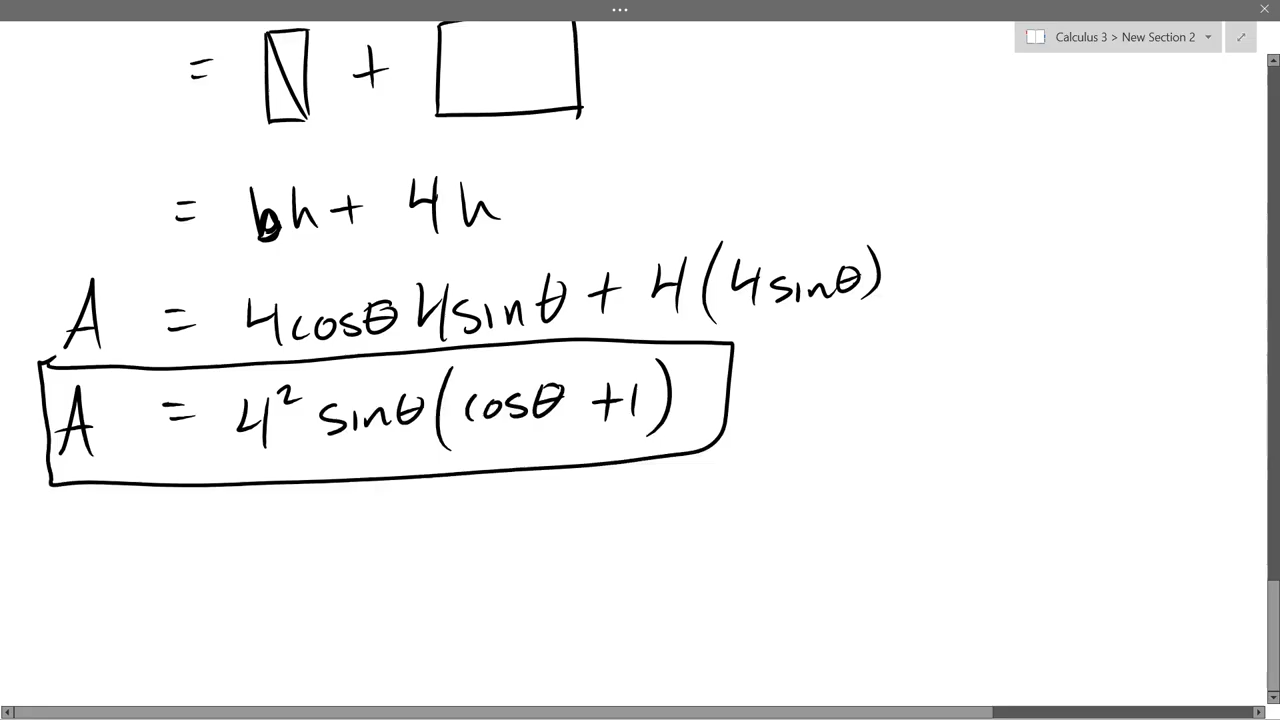 Calculus 3 > New Section 2
= +
= bh + 4h
A = 4cosθ 4sinθ + 4(4sinθ)
A = 4² sinθ(cosθ + 1)